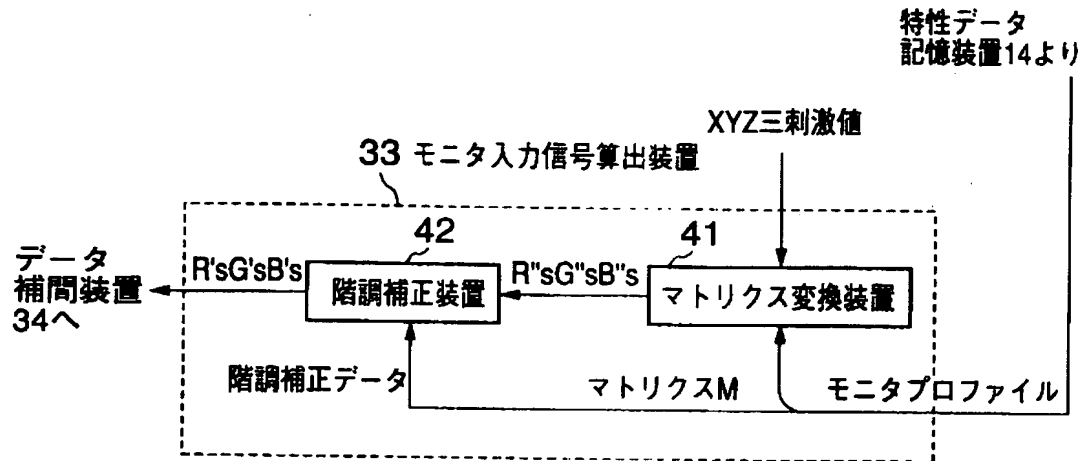 特性データ
記憶装置14より
XYZ三刺激値
33 モニタ入力信号算出装置
42
41
データ
補間装置
34へ
R'sG'sB's
階調補正装置
R"sG"sB"s
マトリクス変換装置
階調補正データ
マトリクスM
モニタプロファイル